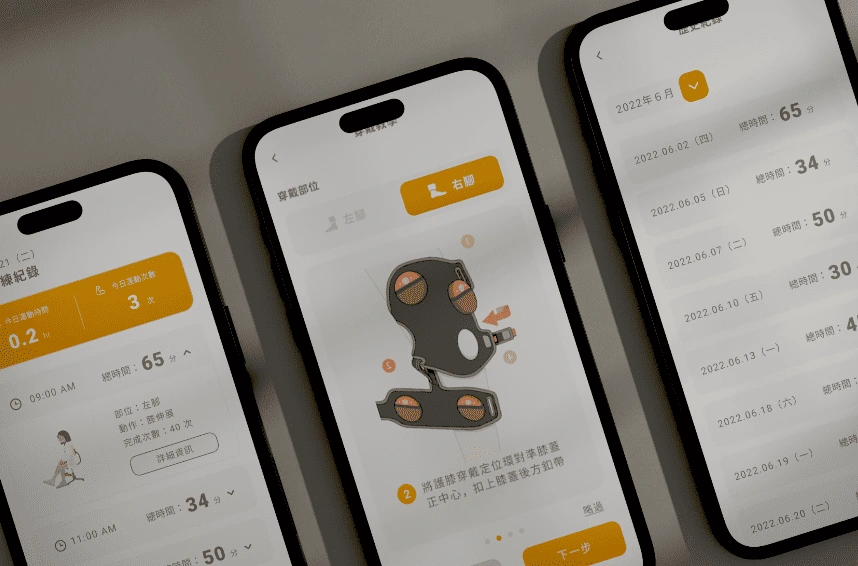 21 (二)
練紀錄
今日運動時間
0.2 hr
今日運動次數
3 次
09:00 AM
總時間：65 分
部位：左腳
動作：膝伸展
完成次數：40 次
詳細資訊
11:00 AM
總時間：34 分
總時間：50 分
穿戴教學
穿戴部位
左腳
右腳
1
2
4
2
將護膝穿戴定位環對準膝蓋
正中心，扣上膝蓋後方扣帶
略過
下一步
歷史紀錄
2022年6月
2022.06.02（四）
總時間：65 分
2022.06.05（日）
總時間：34 分
2022.06.07（二）
總時間：50 分
2022.06.10（五）
總時間：30
2022.06.13（一）
總時間：4
2022.06.18（六）
總時間：
2022.06.19（一）
總時
2022.06.20（二）